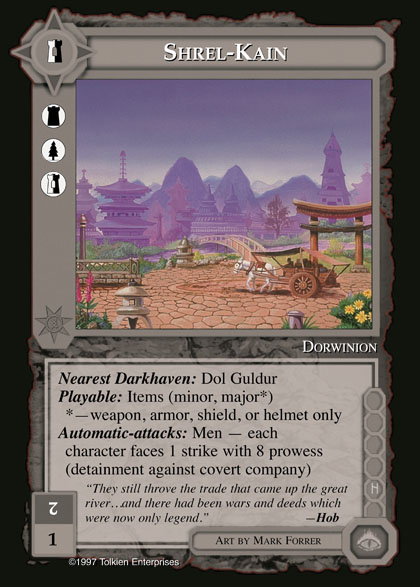 Shrel-Kain
Dorwinion
Nearest Darkhaven: Dol Guldur
Playable: Items (minor, major*)
*—weapon, armor, shield, or helmet only
Automatic-attacks: Men — each
character faces 1 strike with 8 prowess
(detainment against covert company)
“They still throve the trade that came up the great
river…and there had been wars and deeds which
were now only legend.” —Hob
2
1
H
Art by Mark Forrer
©1997 Tolkien Enterprises